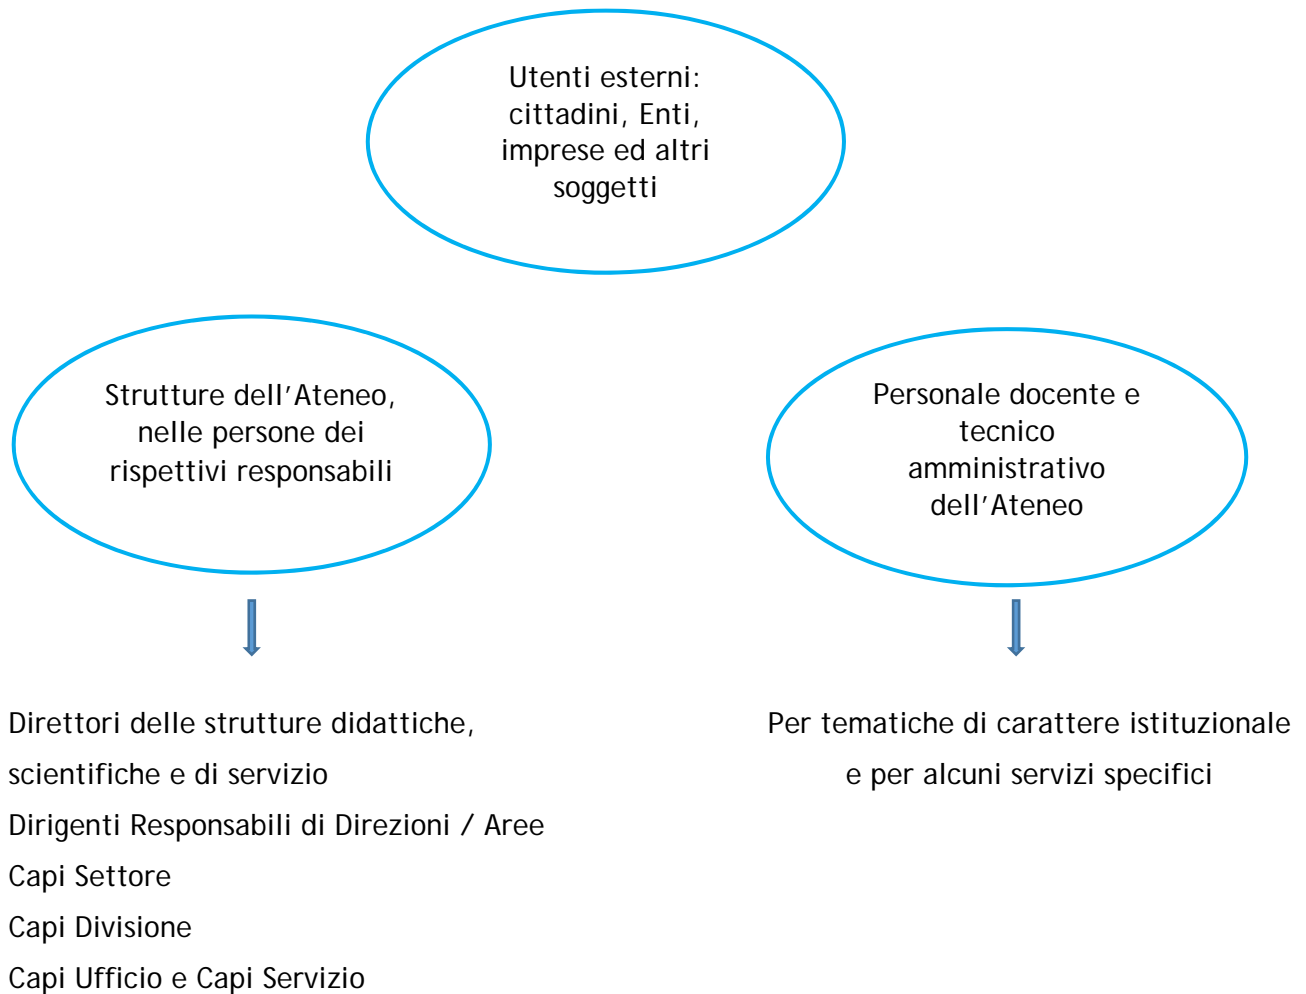 Utenti esterni:
cittadini, Enti,
imprese ed altri
soggetti
Strutture dell’Ateneo,
nelle persone dei
rispettivi responsabili
Personale docente e
tecnico
amministrativo
dell’Ateneo
Direttori delle strutture didattiche,
scientifiche e di servizio
Dirigenti Responsabili di Direzioni / Aree
Capi Settore
Capi Divisione
Capi Ufficio e Capi Servizio
Per tematiche di carattere istituzionale
e per alcuni servizi specifici